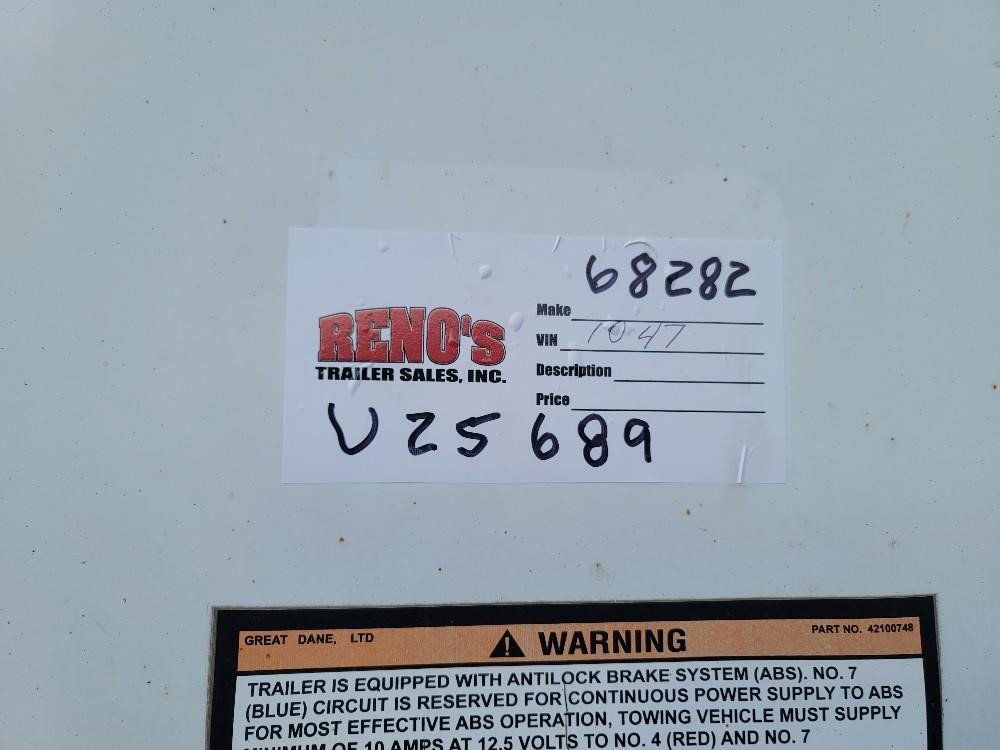 68282
RENO'S
TRAILER SALES, INC.
Make
VIN 1047
Description
Price
V25689
GREAT DANE, LTD
WARNING
PART NO. 42100748
TRAILER IS EQUIPPED WITH ANTILOCK BRAKE SYSTEM (ABS). NO. 7
(BLUE) CIRCUIT IS RESERVED FOR CONTINUOUS POWER SUPPLY TO ABS
FOR MOST EFFECTIVE ABS OPERATION, TOWING VEHICLE MUST SUPPLY
MINIMUM OF 10 AMPS AT 12.5 VOLTS TO NO. 4 (RED) AND NO. 7